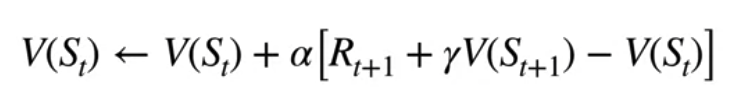 V(S_t) ← V(S_t) + α[R_{t+1} + γV(S_{t+1}) − V(S_t)]